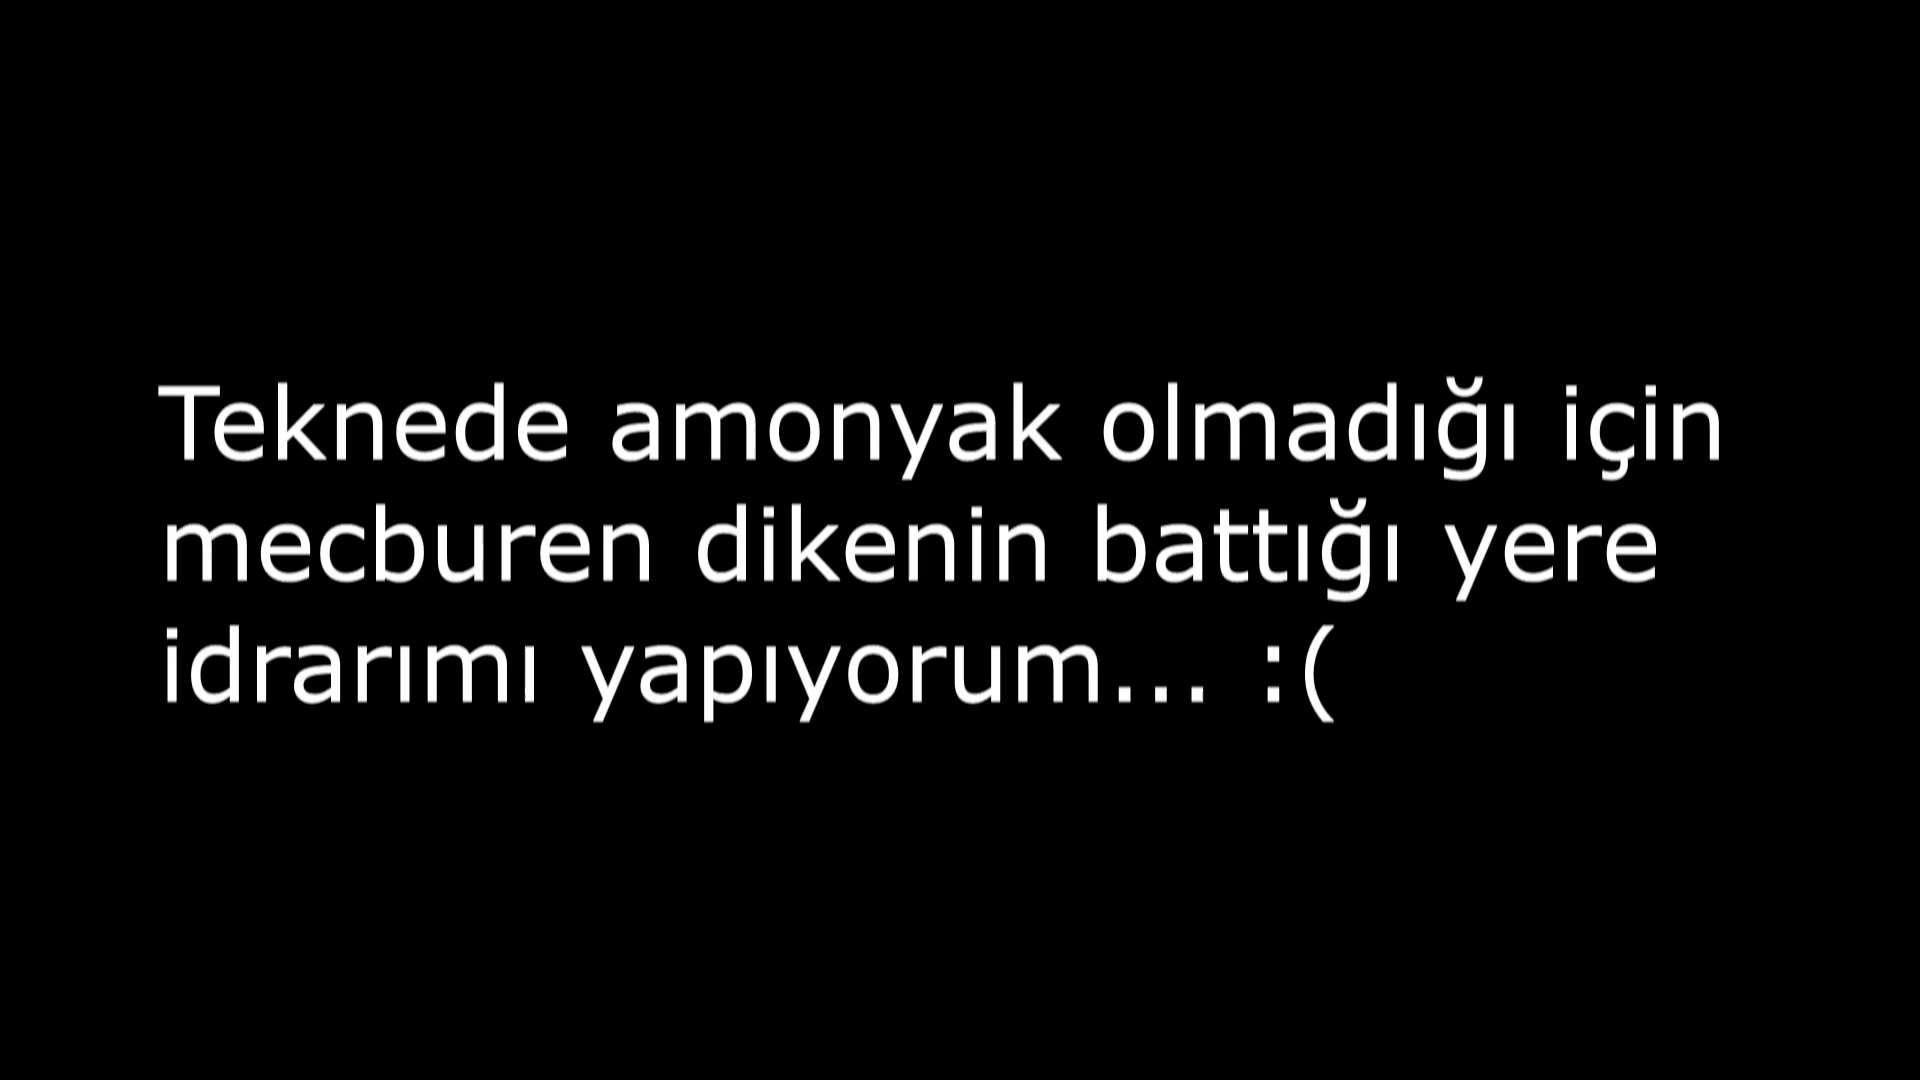 Teknede amonyak olmadığı için
mecburen dikenin battığı yere
idrarımı yapıyorum... :(